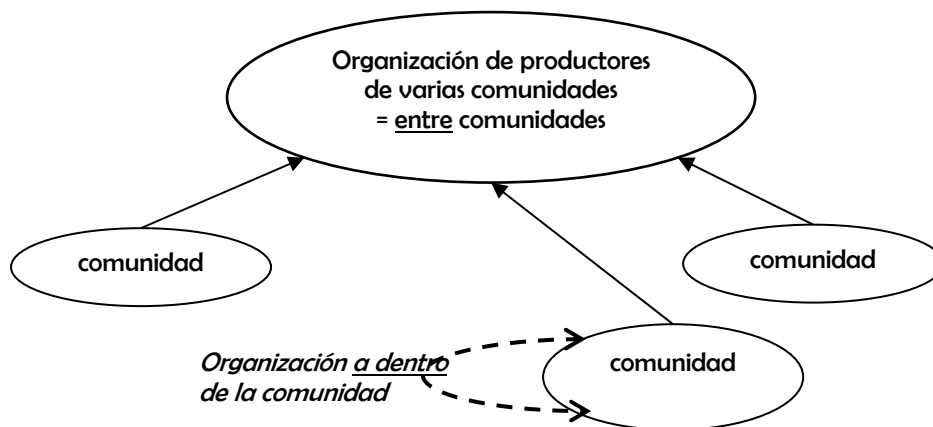 Organización de productores
de varias comunidades
= entre comunidades
comunidad
comunidad
comunidad
Organización a dentro
de la comunidad